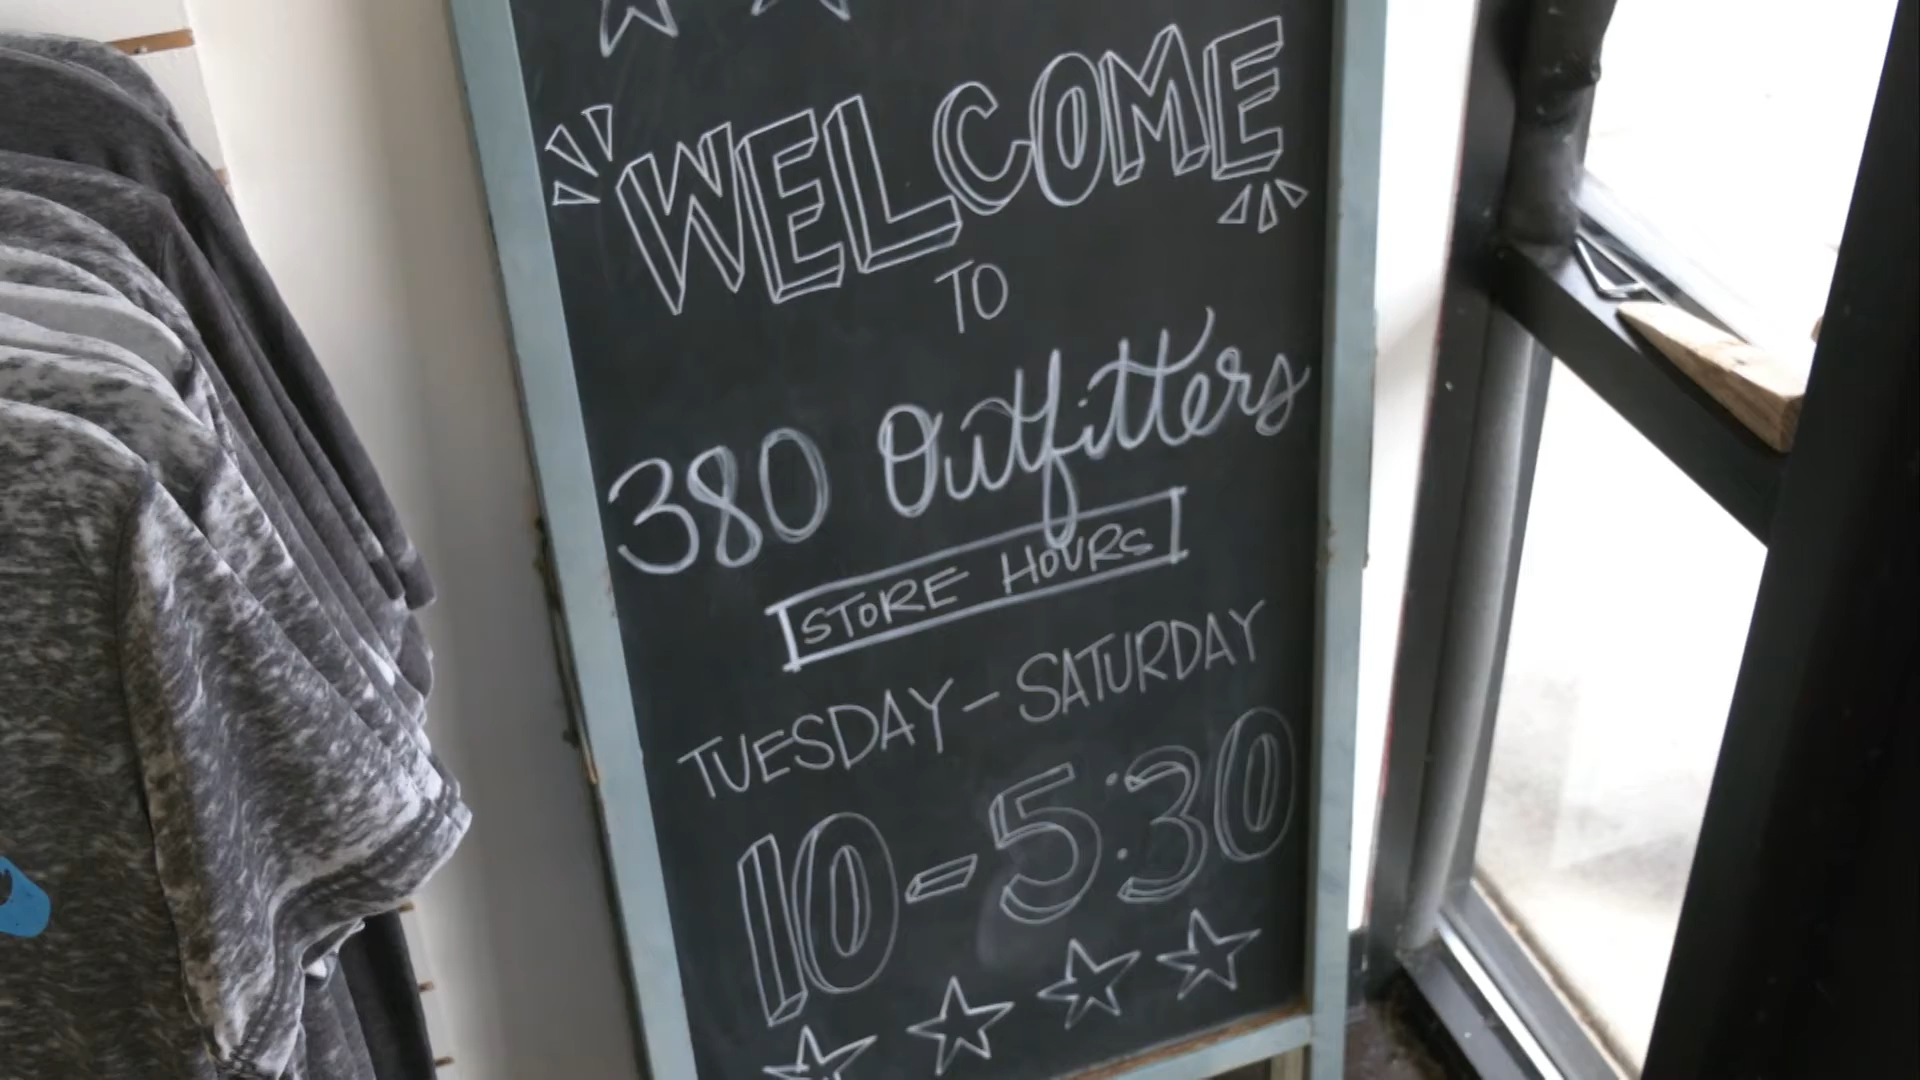 WELCOME
TO
380 Outfitters
STORE HOURS
TUESDAY-SATURDAY
10-5:30